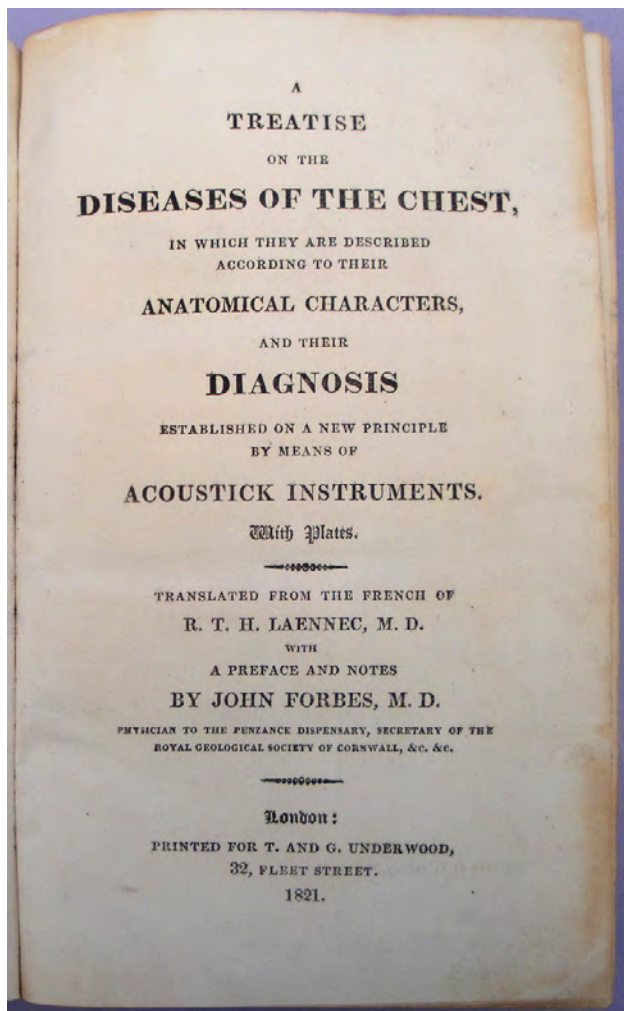 A
TREATISE
ON THE
DISEASES OF THE CHEST,
IN WHICH THEY ARE DESCRIBED
ACCORDING TO THEIR
ANATOMICAL CHARACTERS,
AND THEIR
DIAGNOSIS
ESTABLISHED ON A NEW PRINCIPLE
BY MEANS OF
ACOUSTICK INSTRUMENTS.
With Plates.
TRANSLATED FROM THE FRENCH OF
R. T. H. LAENNEC, M. D.
WITH
A PREFACE AND NOTES
BY JOHN FORBES, M. D.
PHYSICIAN TO THE PENZANCE DISPENSARY, SECRETARY OF THE
ROYAL GEOLOGICAL SOCIETY OF CORNWALL, &C. &C.
London:
PRINTED FOR T. AND G. UNDERWOOD,
32, FLEET STREET.
1821.